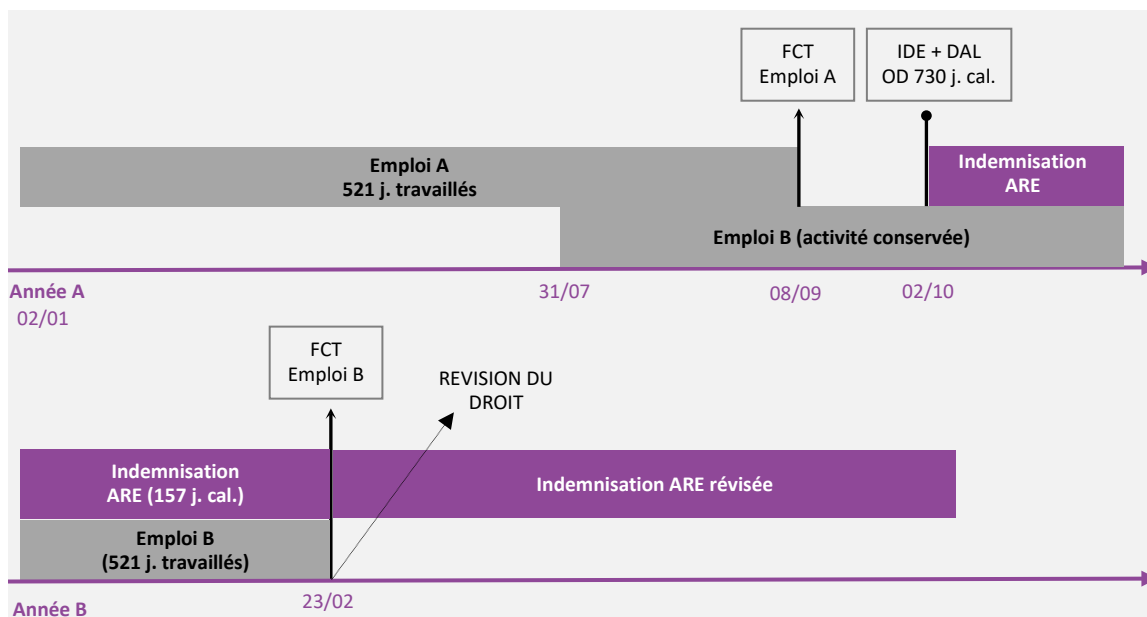 FCT
Emploi A
IDE + DAL
OD 730 j. cal.
Emploi A
521 j. travaillés
Indemnisation
ARE
Emploi B (activité conservée)
Année A
02/01
31/07
08/09
02/10
FCT
Emploi B
REVISION DU
DROIT
Indemnisation
ARE (157 j. cal.)
Indemnisation ARE révisée
Emploi B
(521 j. travaillés)
23/02
Année B